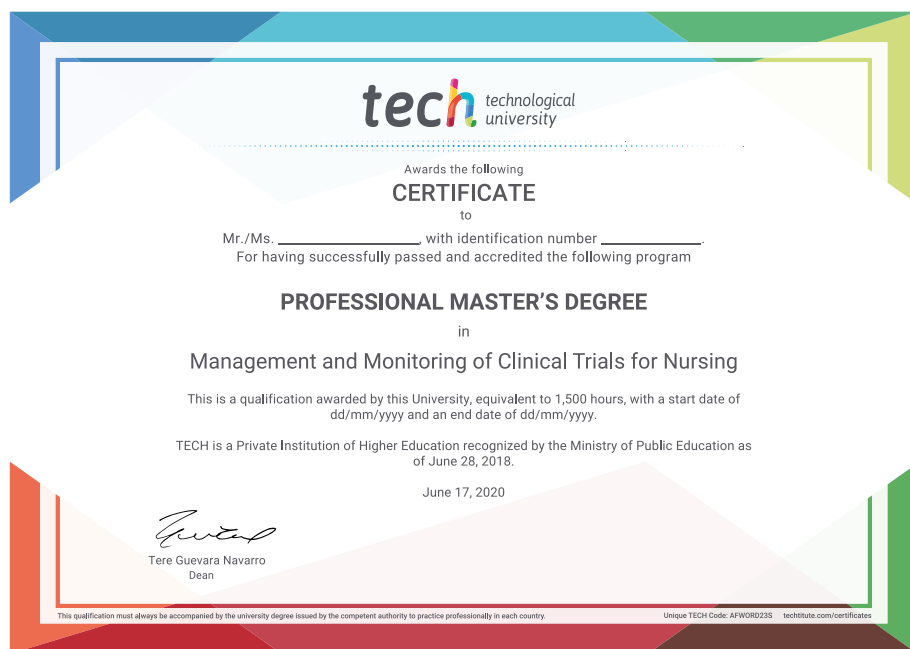 tech technological
university
Awards the following
CERTIFICATE
to
Mr./Ms. ____________________, with identification number ______________.
For having successfully passed and accredited the following program
PROFESSIONAL MASTER'S DEGREE
in
Management and Monitoring of Clinical Trials for Nursing
This is a qualification awarded by this University, equivalent to 1,500 hours, with a start date of
dd/mm/yyyy and an end date of dd/mm/yyyy.
TECH is a Private Institution of Higher Education recognized by the Ministry of Public Education as
of June 28, 2018.
June 17, 2020
Tere Guevara Navarro
Dean
This qualification must always be accompanied by the university degree issued by the competent authority to practice professionally in each country. Unique TECH Code: AFWORD23S techtitute.com/certificates